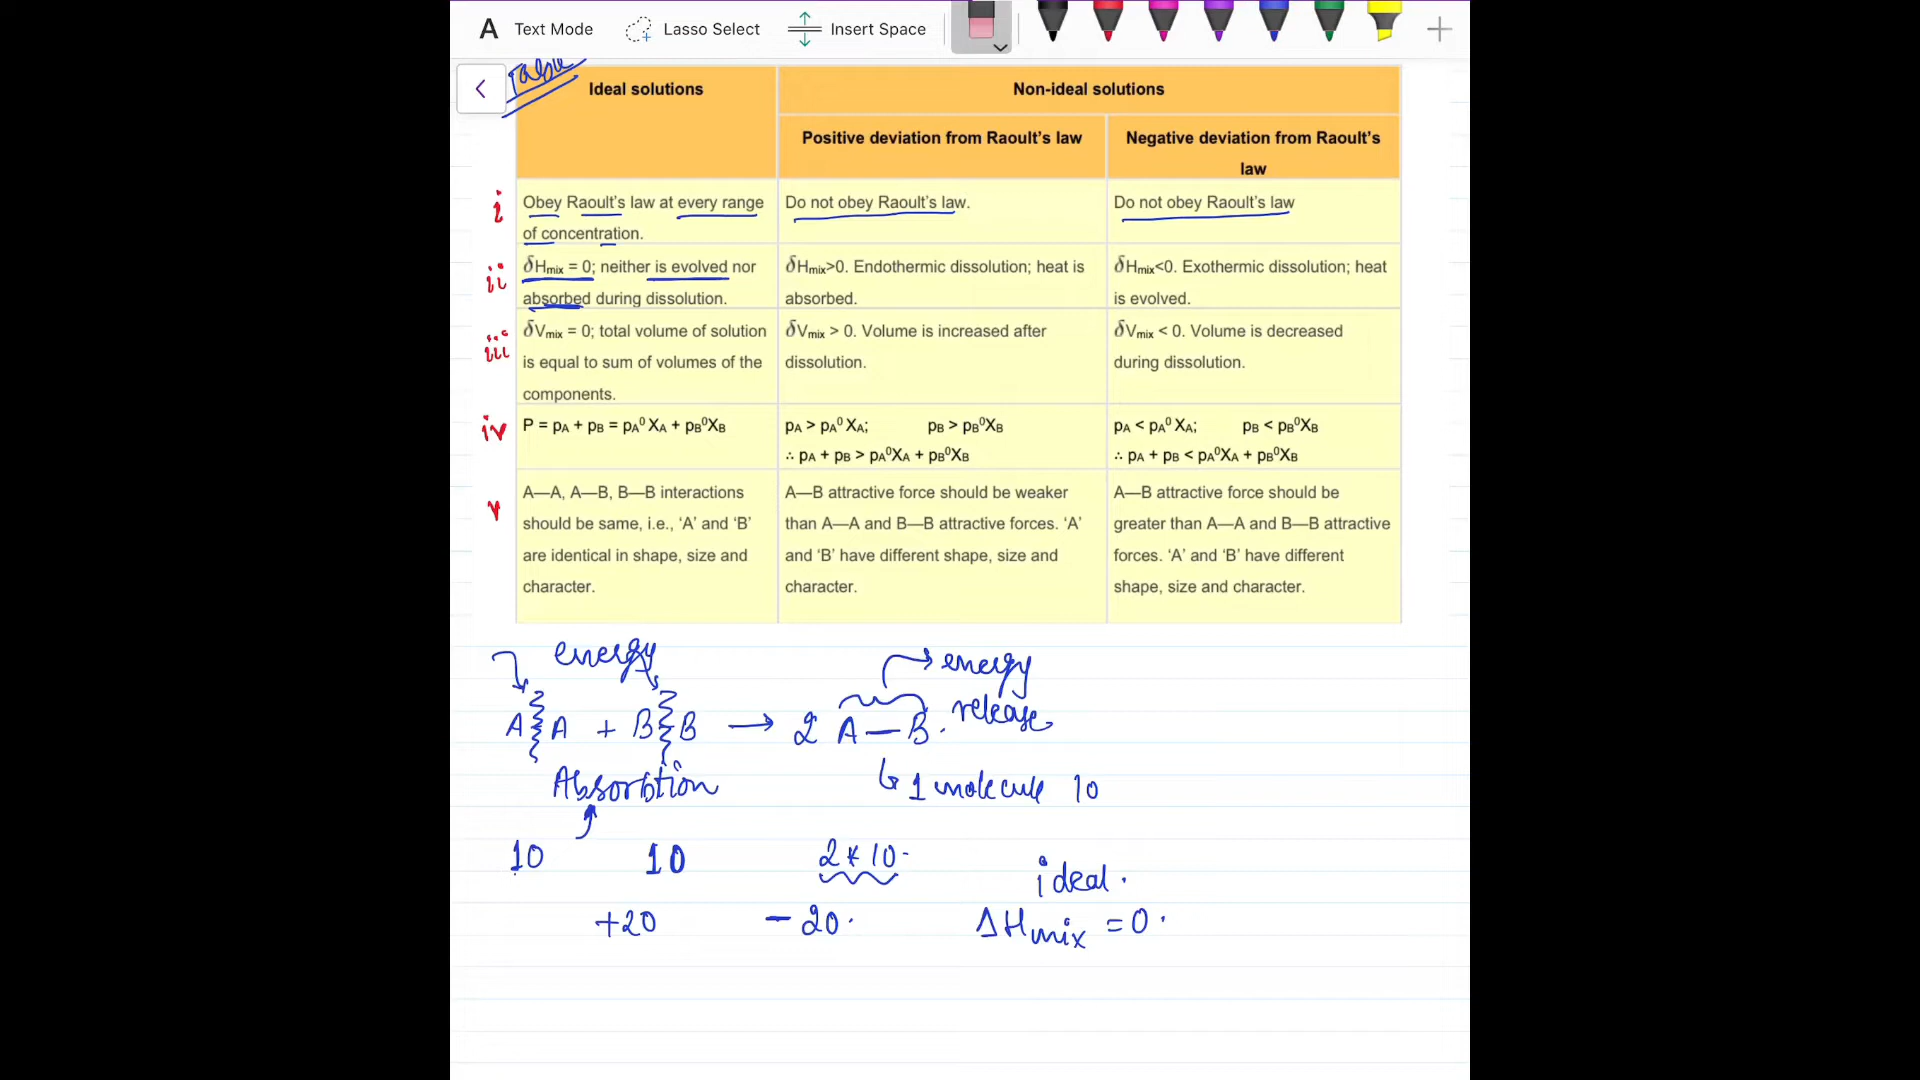 A Text Mode Lasso Select Insert Space
Table
Ideal solutions
Non-ideal solutions
Positive deviation from Raoult's law
Negative deviation from Raoult's
law
i
Obey Raoult's law at every range
of concentration.
Do not obey Raoult's law.
Do not obey Raoult's law
ii
δHmix = 0; neither is evolved nor
absorbed during dissolution.
δHmix>0. Endothermic dissolution; heat is
absorbed.
δHmix<0. Exothermic dissolution; heat
is evolved.
iii
δVmix = 0; total volume of solution
is equal to sum of volumes of the
components.
δVmix > 0. Volume is increased after
dissolution.
δVmix < 0. Volume is decreased
during dissolution.
iv
P = pA + pB = pA⁰ XA + pB⁰XB
pA > pA⁰ XA; pB > pB⁰XB
∴ pA + pB > pA⁰XA + pB⁰XB
pA < pA⁰ XA; pB < pB⁰XB
∴ pA + pB < pA⁰XA + pB⁰XB
v
A—A, A—B, B—B interactions
should be same, i.e., 'A' and 'B'
are identical in shape, size and
character.
A—B attractive force should be weaker
than A—A and B—B attractive forces. 'A'
and 'B' have different shape, size and
character.
A—B attractive force should be
greater than A—A and B—B attractive
forces. 'A' and 'B' have different
shape, size and character.
energy
energy
release
A A + B B → 2 A — B.
Absorbtion
1 molecule 10
10 10 2 * 10.
ideal.
+20 - 20. ΔHmix = 0.